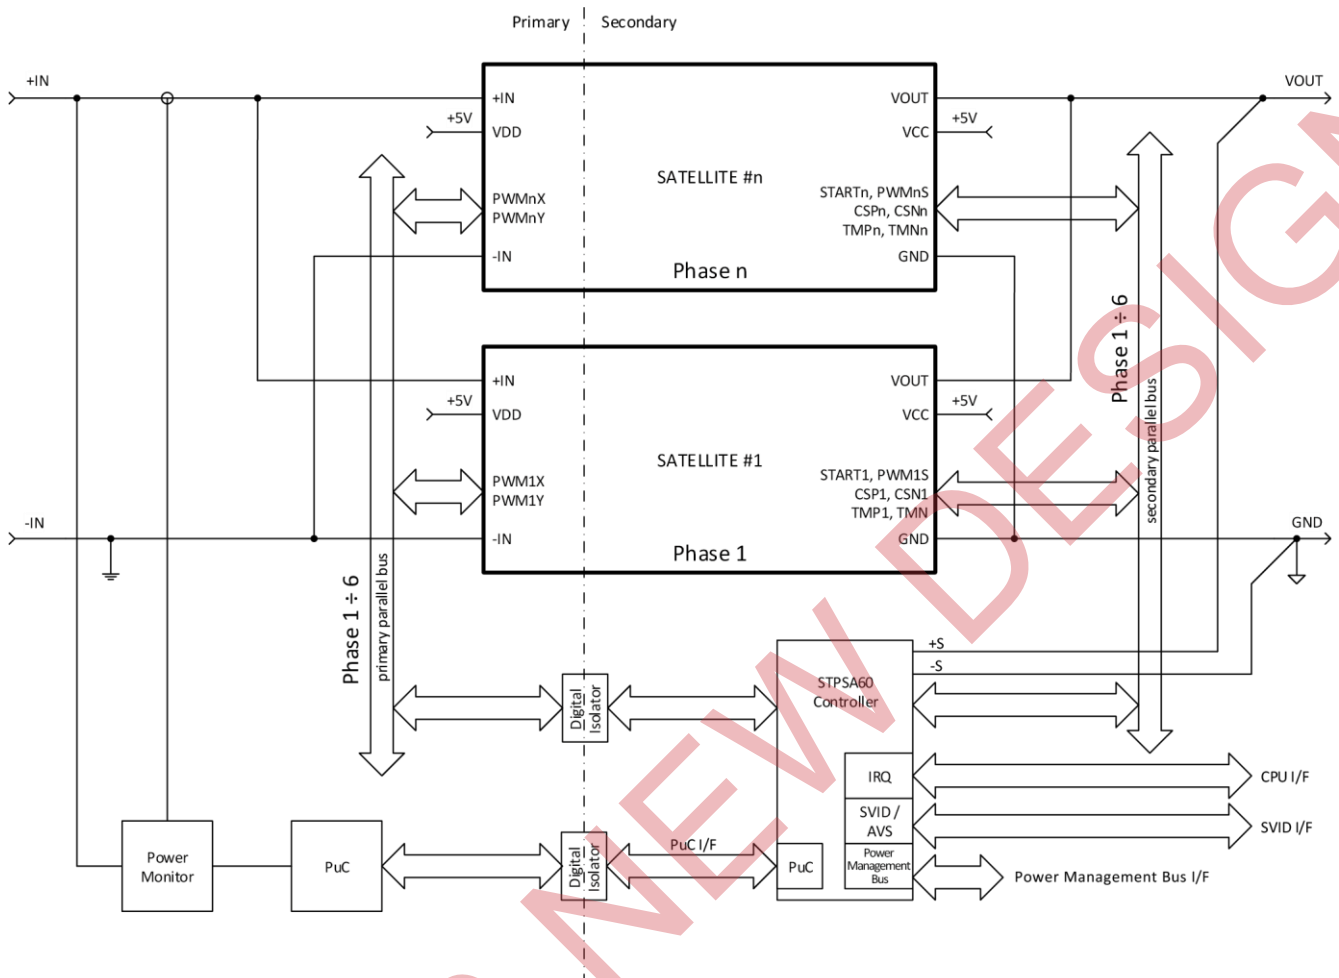 Primary
Secondary
+IN
VOUT
+IN
VOUT
+5V
VDD
VCC
+5V
SATELLITE #n
PWMnX
PWMnY
STARTn, PWMnS
CSPn, CSNn
TMPn, TMNn
-IN
GND
Phase n
Phase 1 ÷ 6
secondary parallel bus
+IN
VOUT
+5V
VDD
VCC
+5V
SATELLITE #1
PWM1X
PWM1Y
START1, PWM1S
CSP1, CSN1
TMP1, TMN
-IN
GND
-IN
GND
Phase 1
Phase 1 ÷ 6
primary parallel bus
+S
-S
STPSA60
Controller
Digital
Isolator
IRQ
CPU I/F
SVID /
AVS
SVID I/F
Power
Monitor
PuC
Digital
Isolator
PuC I/F
PuC
Power
Management
Bus
Power Management Bus I/F
NEW DESIGN